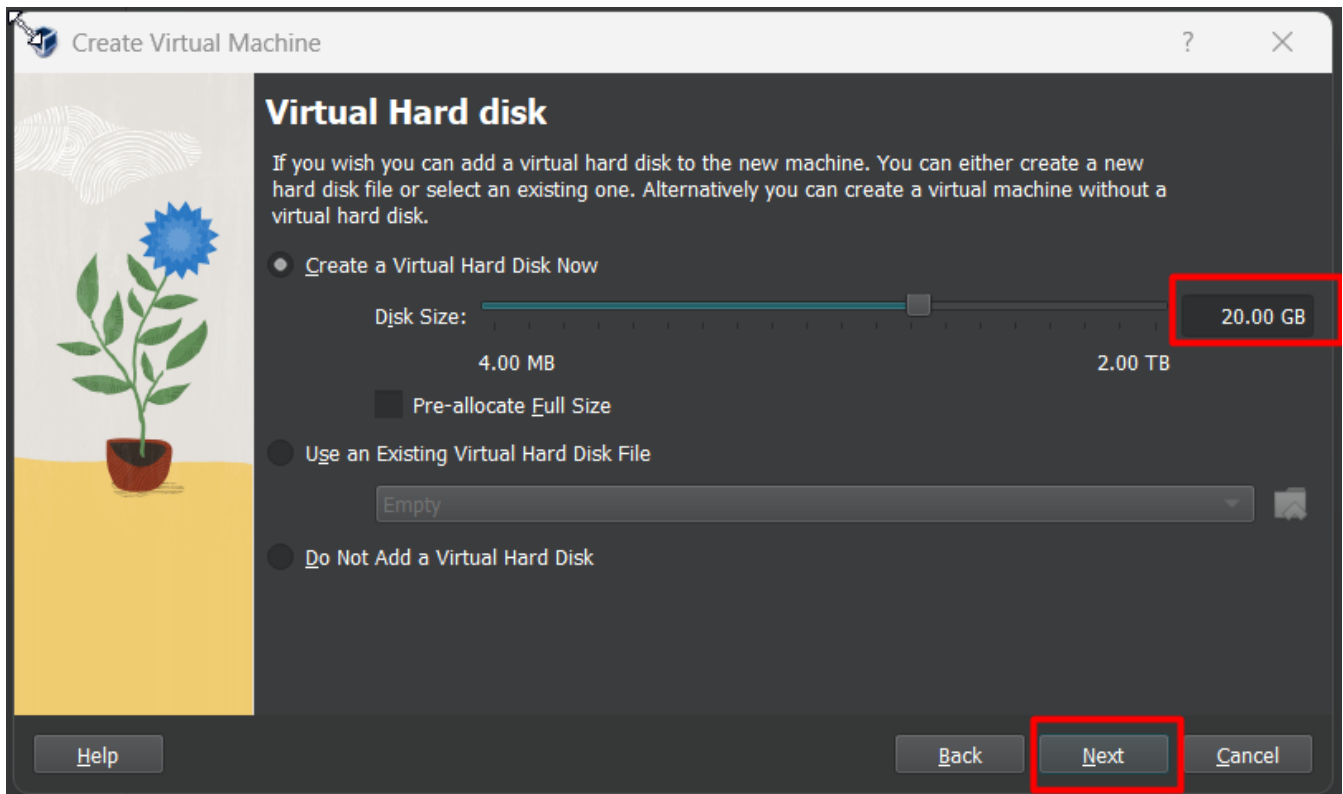 Create Virtual Machine
?
Virtual Hard disk
If you wish you can add a virtual hard disk to the new machine. You can either create a new
hard disk file or select an existing one. Alternatively you can create a virtual machine without a
virtual hard disk.
Create a Virtual Hard Disk Now
Disk Size:
20.00 GB
4.00 MB
2.00 TB
Pre-allocate Full Size
Use an Existing Virtual Hard Disk File
Empty
Do Not Add a Virtual Hard Disk
Help
Back
Next
Cancel